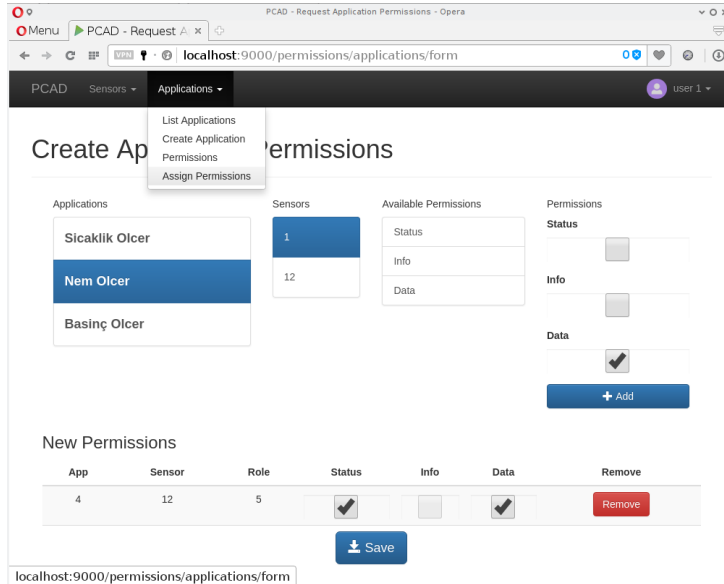 PCAD - Request Application Permissions - Opera
Menu PCAD - Request A
VPN localhost:9000/permissions/applications/form 0
PCAD Sensors Applications user 1
List Applications
Create Application
Permissions
Assign Permissions
Create Ap Permissions
Applications Sensors Available Permissions Permissions
Sicaklik Olcer
Nem Olcer
Basinç Olcer
1
12
Status
Info
Data
Status
Info
Data
Add
New Permissions
App Sensor Role Status Info Data Remove
4 12 5 Remove
Save
localhost:9000/permissions/applications/form